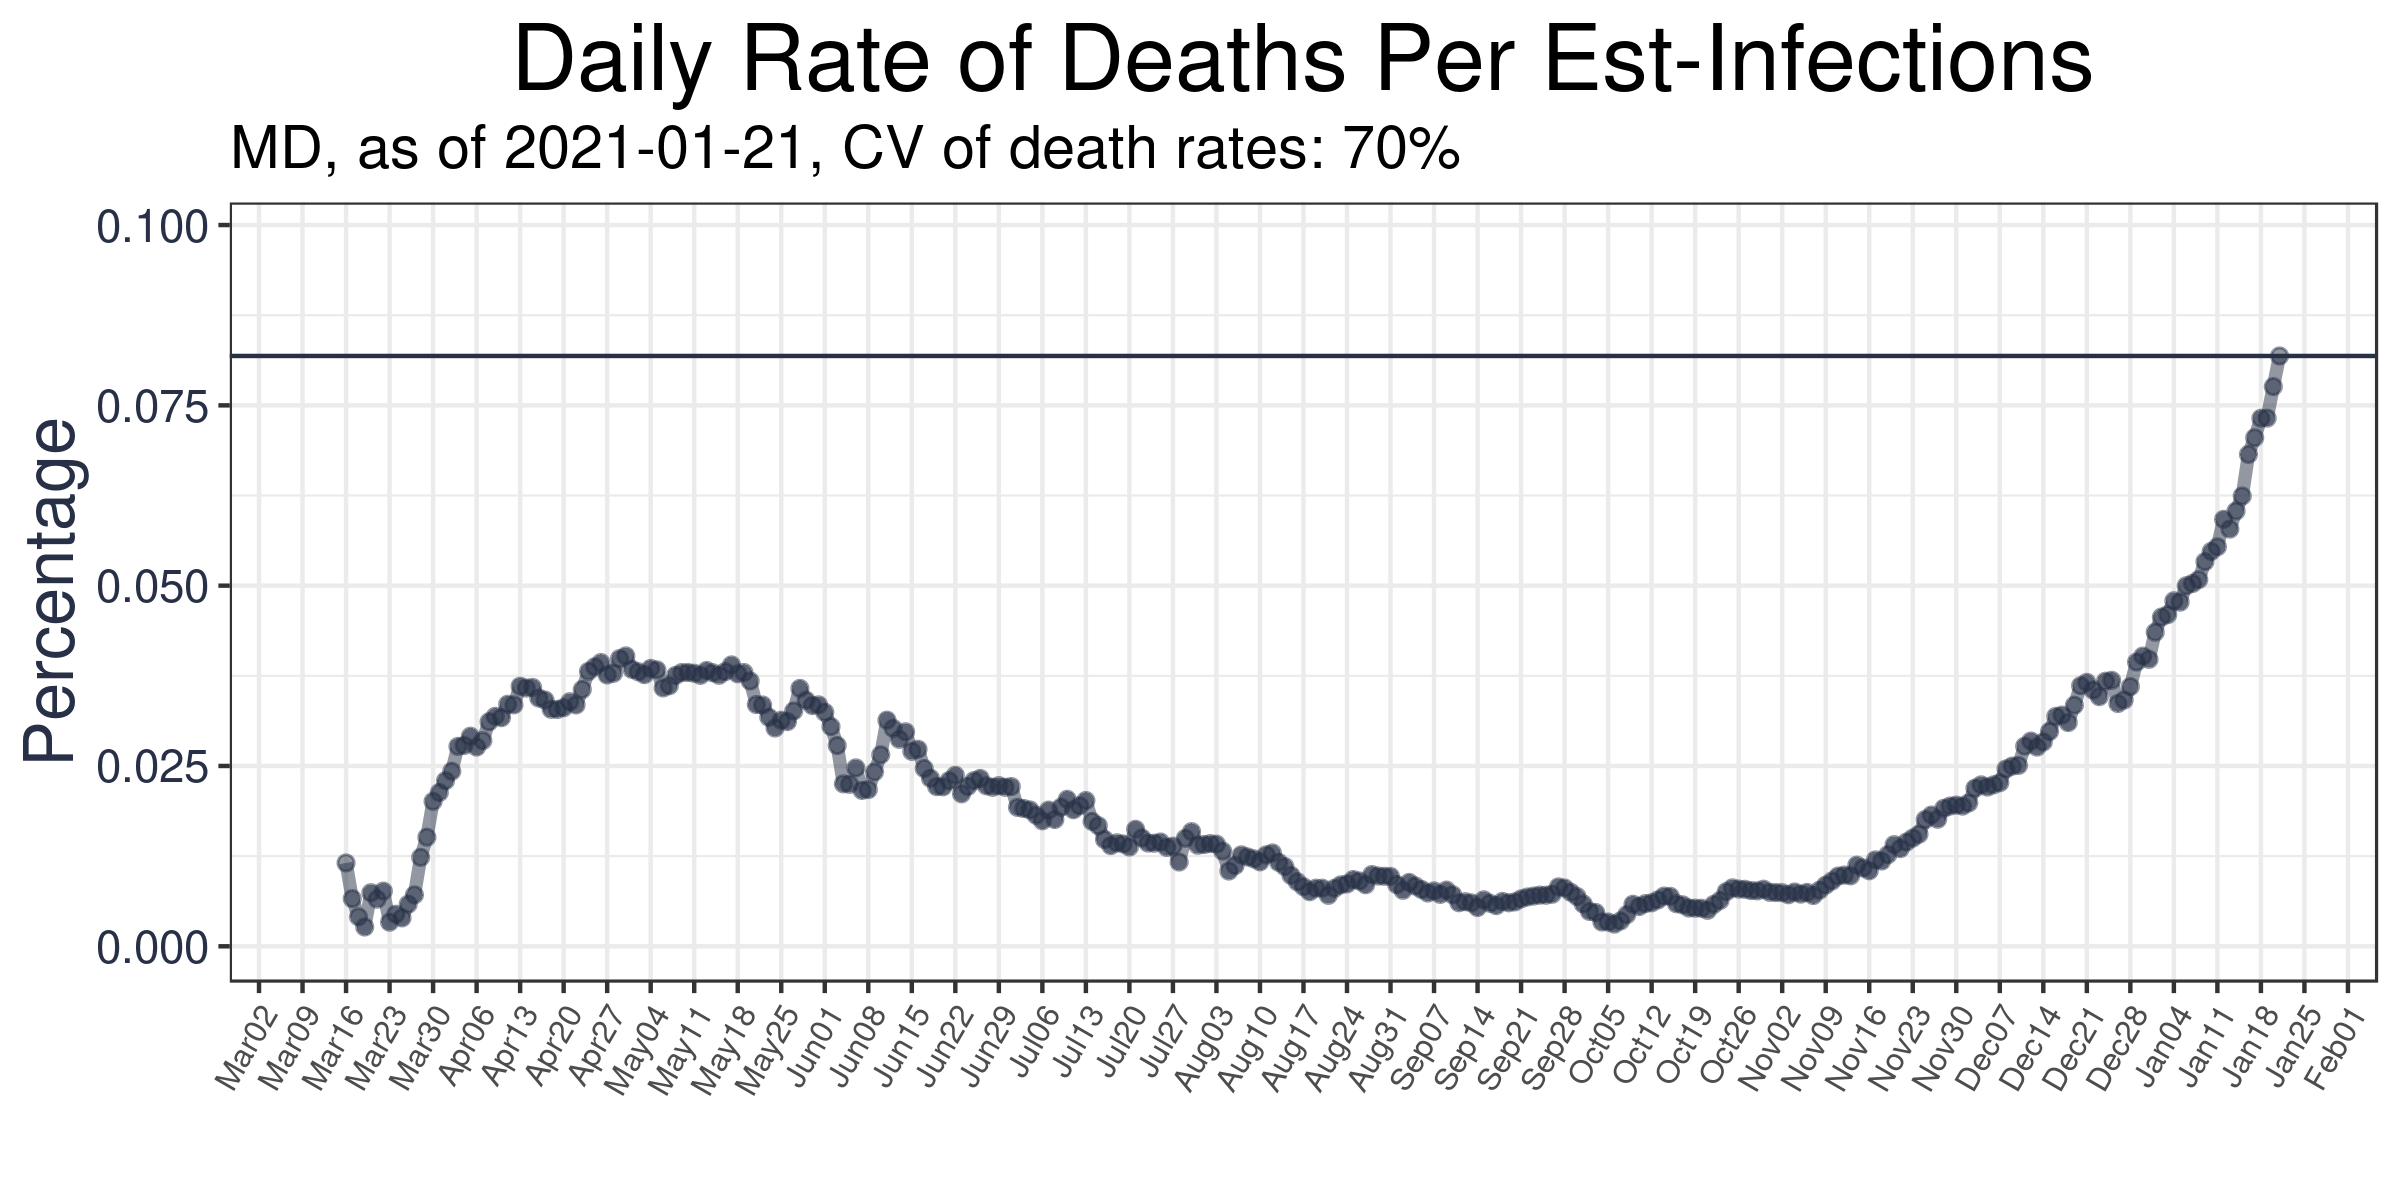 Daily Rate of Deaths Per Est-Infections
MD, as of 2021-01-21, CV of death rates: 70%
Percentage
0.100
0.075
0.050
0.025
0.000
Mar02
Mar09
Mar16
Mar23
Mar30
Apr06
Apr13
Apr20
Apr27
May04
May11
May18
May25
Jun01
Jun08
Jun15
Jun22
Jun29
Jul06
Jul13
Jul20
Jul27
Aug03
Aug10
Aug17
Aug24
Aug31
Sep07
Sep14
Sep21
Sep28
Oct05
Oct12
Oct19
Oct26
Nov02
Nov09
Nov16
Nov23
Nov30
Dec07
Dec14
Dec21
Dec28
Jan04
Jan11
Jan18
Jan25
Feb01